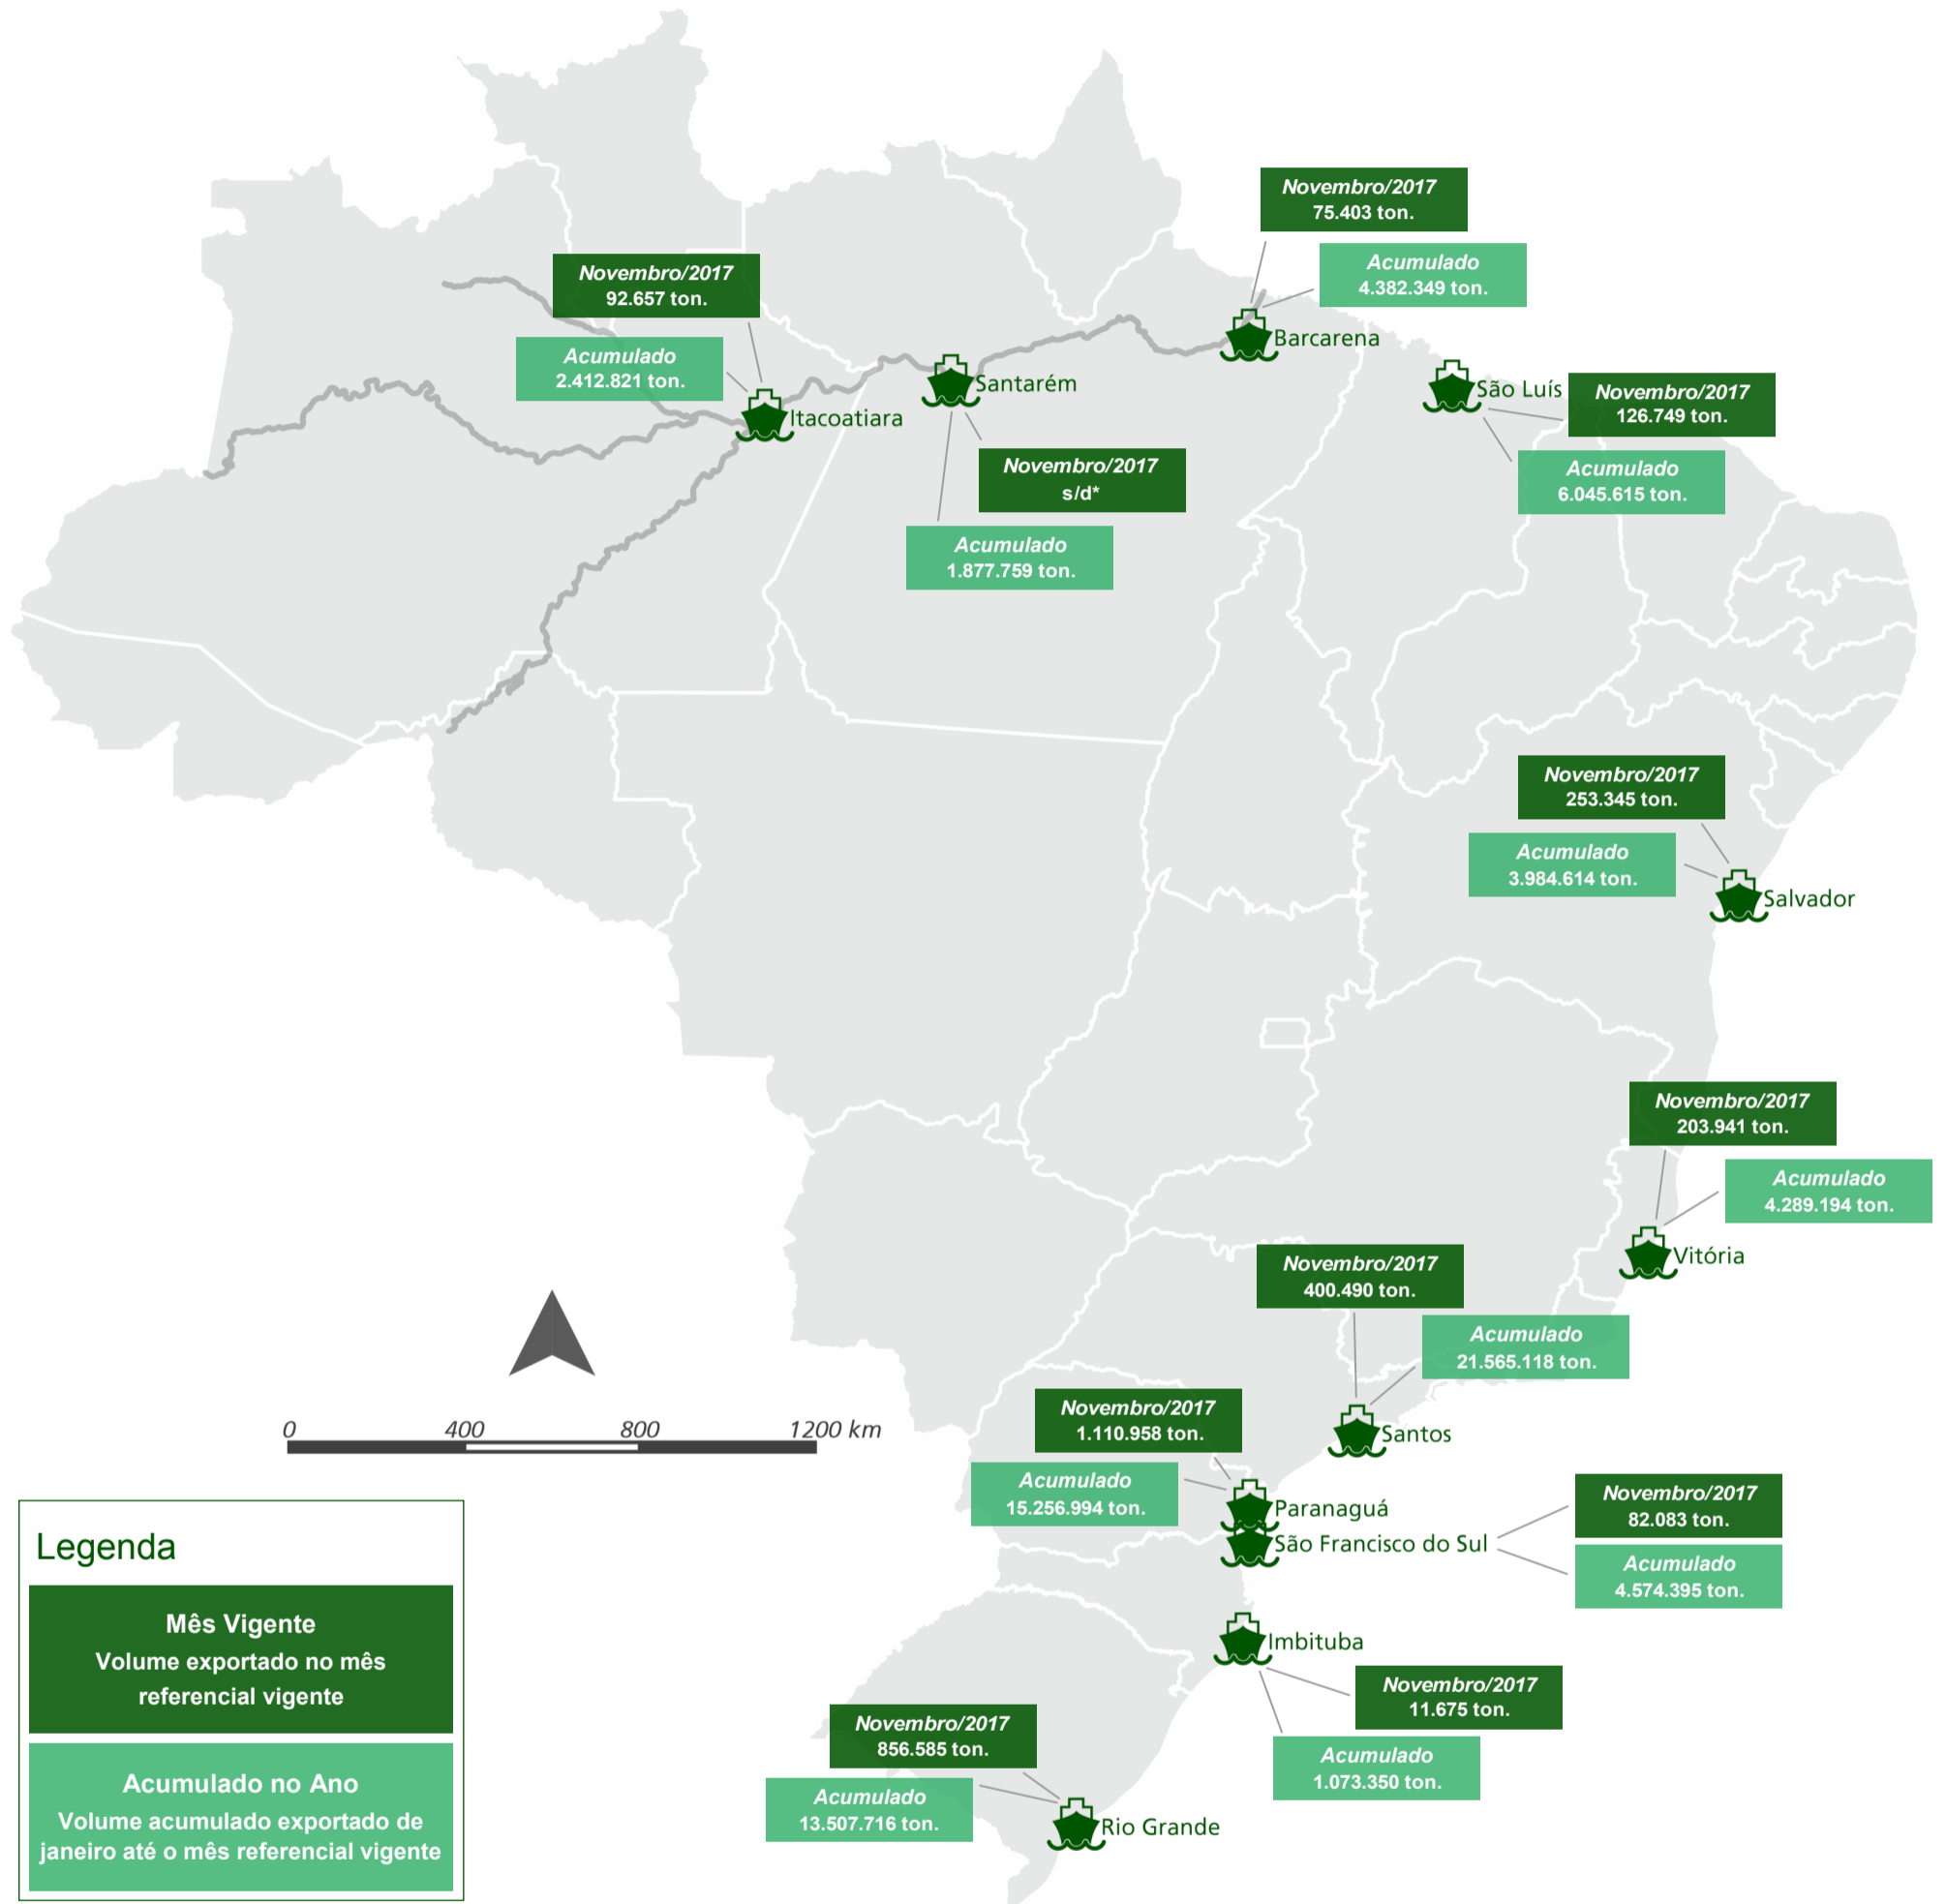 Novembro/2017
75.403 ton.
Acumulado
4.382.349 ton.
Barcarena
Novembro/2017
92.657 ton.
Acumulado
2.412.821 ton.
Itacoatiara
Santarém
Novembro/2017
s/d*
Acumulado
1.877.759 ton.
São Luís
Novembro/2017
126.749 ton.
Acumulado
6.045.615 ton.
Novembro/2017
253.345 ton.
Acumulado
3.984.614 ton.
Salvador
Novembro/2017
203.941 ton.
Acumulado
4.289.194 ton.
Vitória
Novembro/2017
400.490 ton.
Acumulado
21.565.118 ton.
Santos
Novembro/2017
1.110.958 ton.
Acumulado
15.256.994 ton.
Paranaguá
São Francisco do Sul
Novembro/2017
82.083 ton.
Acumulado
4.574.395 ton.
Imbituba
Novembro/2017
11.675 ton.
Acumulado
1.073.350 ton.
Novembro/2017
856.585 ton.
Acumulado
13.507.716 ton.
Rio Grande
0 400 800 1200 km
Legenda
Mês Vigente
Volume exportado no mês
referencial vigente
Acumulado no Ano
Volume acumulado exportado de
janeiro até o mês referencial vigente